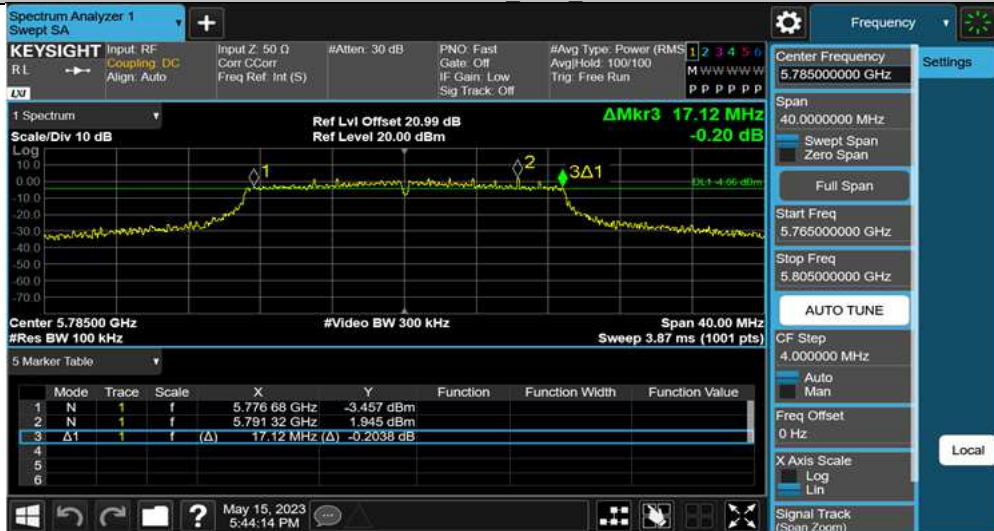 Spectrum Analyzer 1
Swept SA
Frequency
KEYSIGHT
RL
LXI
Input: RF
Coupling: DC
Align: Auto
Input Z: 50 Ω
Corr CCorr
Freq Ref: Int (S)
#Atten: 30 dB
PNO: Fast
Gate: Off
IF Gain: Low
Sig Track: Off
#Avg Type: Power (RMS
Avg|Hold: 100/100
Trig: Free Run
1 2 3 4 5 6
M W W W W W
P P P P P P
Center Frequency
5.785000000 GHz
Settings
Span
40.0000000 MHz
Swept Span
Zero Span
Full Span
Start Freq
5.765000000 GHz
Stop Freq
5.805000000 GHz
AUTO TUNE
CF Step
4.000000 MHz
Auto
Man
Freq Offset
0 Hz
X Axis Scale
Log
Lin
Signal Track
(Span Zoom)
Local
1 Spectrum
Scale/Div 10 dB
Ref Lvl Offset 20.99 dB
Ref Level 20.00 dBm
ΔMkr3 17.12 MHz
-0.20 dB
Log
10.0
0.00
-10.0
-20.0
-30.0
-40.0
-50.0
-60.0
-70.0
1
2
3Δ1
DL1 -4.06 dBm
Center 5.78500 GHz
#Res BW 100 kHz
#Video BW 300 kHz
Span 40.00 MHz
Sweep 3.87 ms (1001 pts)
5 Marker Table
Mode Trace Scale X Y Function Function Width Function Value
1 N 1 f 5.776 68 GHz -3.457 dBm
2 N 1 f 5.791 32 GHz 1.945 dBm
3 Δ1 1 f (Δ) 17.12 MHz (Δ) -0.2038 dB
4
5
6
?
May 15, 2023
5:44:14 PM